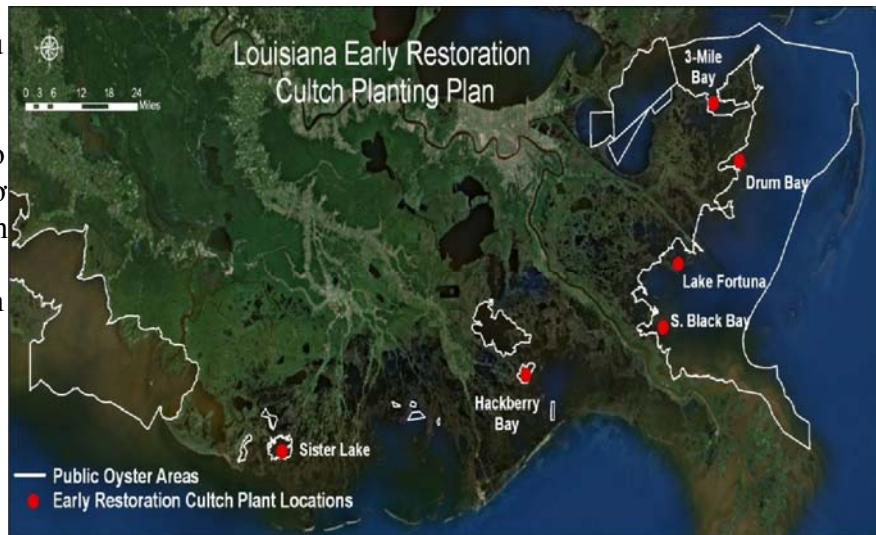 Louisiana Early Restoration
Cultch Planting Plan
0 3 6 12 18 24
Miles
3-Mile
Bay
Drum Bay
Lake Fortuna
S. Black Bay
Hackberry
Bay
Sister Lake
Public Oyster Areas
Early Restoration Cultch Plant Locations